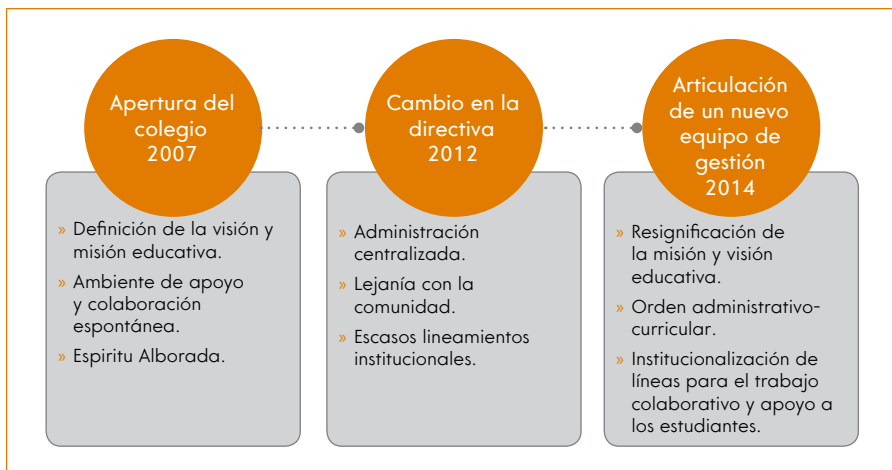 Apertura del
colegio
2007
» Definición de la visión y
misión educativa.
» Ambiente de apoyo
y colaboración
espontánea.
» Espiritu Alborada.
Cambio en la
directiva
2012
» Administración
centralizada.
» Lejanía con la
comunidad.
» Escasos lineamientos
institucionales.
Articulación
de un nuevo
equipo de
gestión
2014
» Resignificación de
la misión y visión
educativa.
» Orden administrativo-
curricular.
» Institucionalización de
líneas para el trabajo
colaborativo y apoyo a
los estudiantes.